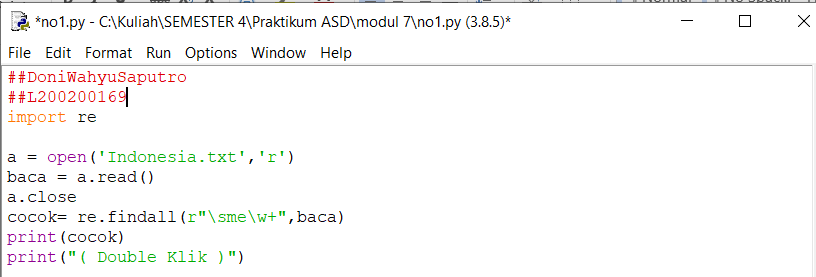 *no1.py - C:\Kuliah\SEMESTER 4\Praktikum ASD\modul 7\no1.py (3.8.5)*
File Edit Format Run Options Window Help
##DoniWahyuSaputro
##L200200169
import re
a = open('Indonesia.txt','r')
baca = a.read()
a.close
cocok= re.findall(r"\sme\w+",baca)
print(cocok)
print("( Double Klik )")